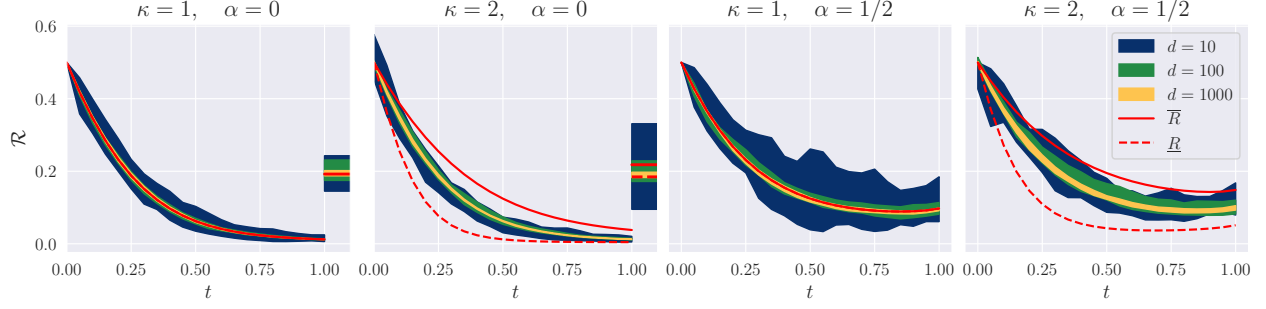 κ = 1, α = 0
κ = 2, α = 0
κ = 1, α = 1/2
κ = 2, α = 1/2
0.6
0.4
0.2
0.0
ℛ
0.00 0.25 0.50 0.75 1.00
0.00 0.25 0.50 0.75 1.00
0.00 0.25 0.50 0.75 1.00
0.00 0.25 0.50 0.75 1.00
t
t
t
t
d = 10
d = 100
d = 1000
R̅
R̲